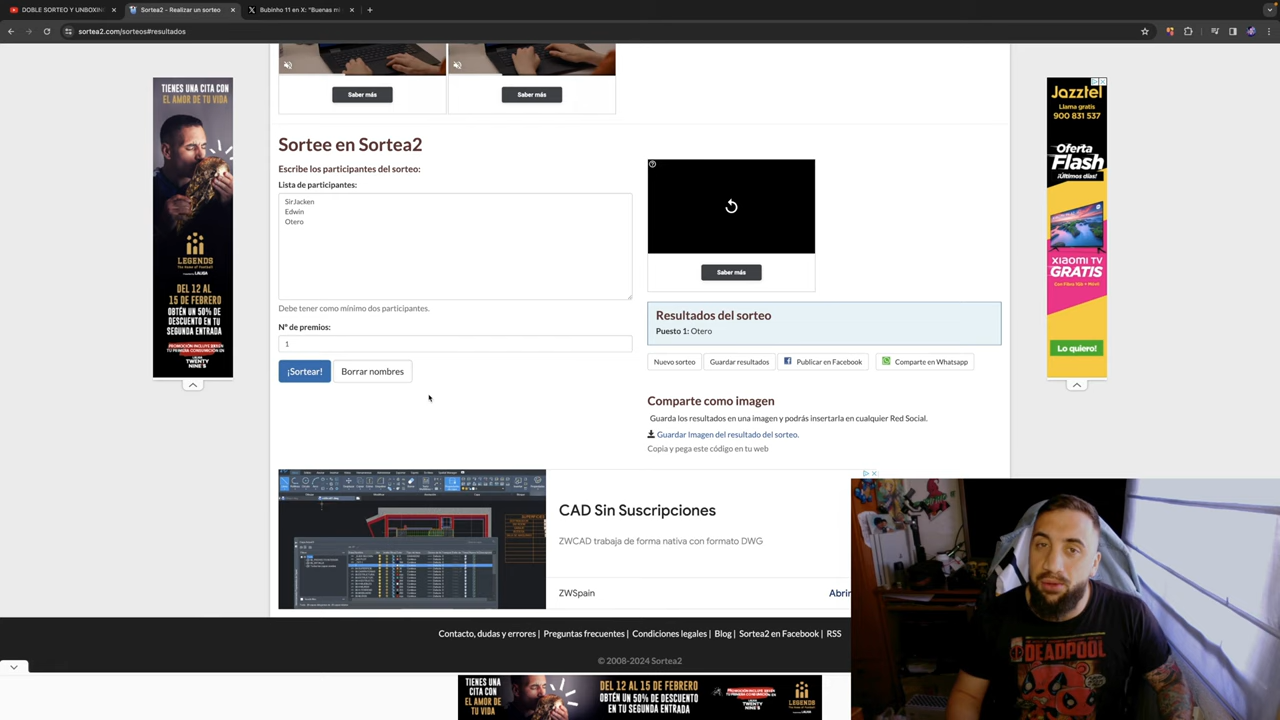 DOBLE SORTEO Y UNBOXIN
Sortea2 - Realizar un sorteo
Bubinho 11 en X: "Buenas n
sortea2.com/sorteos#resultados
Saber más
Saber más
TIENES UNA CITA CON
EL AMOR DE TU VIDA
LEGENDS
DEL 12 AL
15 DE FEBRERO
OBTÉN UN 50% DE
DESCUENTO EN TU
SEGUNDA ENTRADA
TWENTY
NINE'S
Jazztel
Llama gratis
900 831 537
Oferta
Flash
¡Últimos días!
XIAOMI TV
GRATIS
Lo quiero!
Sortee en Sortea2
Escribe los participantes del sorteo:
Lista de participantes:
SirJacken
Edwin
Otero
Debe tener como mínimo dos participantes.
Nº de premios:
1
¡Sortear!
Borrar nombres
Saber más
Resultados del sorteo
Puesto 1: Otero
Nuevo sorteo
Guardar resultados
Publicar en Facebook
Comparte en Whatsapp
Comparte como imagen
Guarda los resultados en una imagen y podrás insertarla en cualquier Red Social.
Guardar Imagen del resultado del sorteo.
Copia y pega este código en tu web
CAD Sin Suscripciones
ZWCAD trabaja de forma nativa con formato DWG
ZWSpain
Abrir
DEADPOOL
Contacto, dudas y errores | Preguntas frecuentes | Condiciones legales | Blog | Sortea2 en Facebook | RSS
© 2008-2024 Sortea2
TIENES
UNA CITA
CON EL
AMOR DE
TU VIDA
DEL 12 AL 15 DE FEBRERO
OBTÉN UN 50% DE DESCUENTO EN TU SEGUNDA ENTRADA
LEGENDS